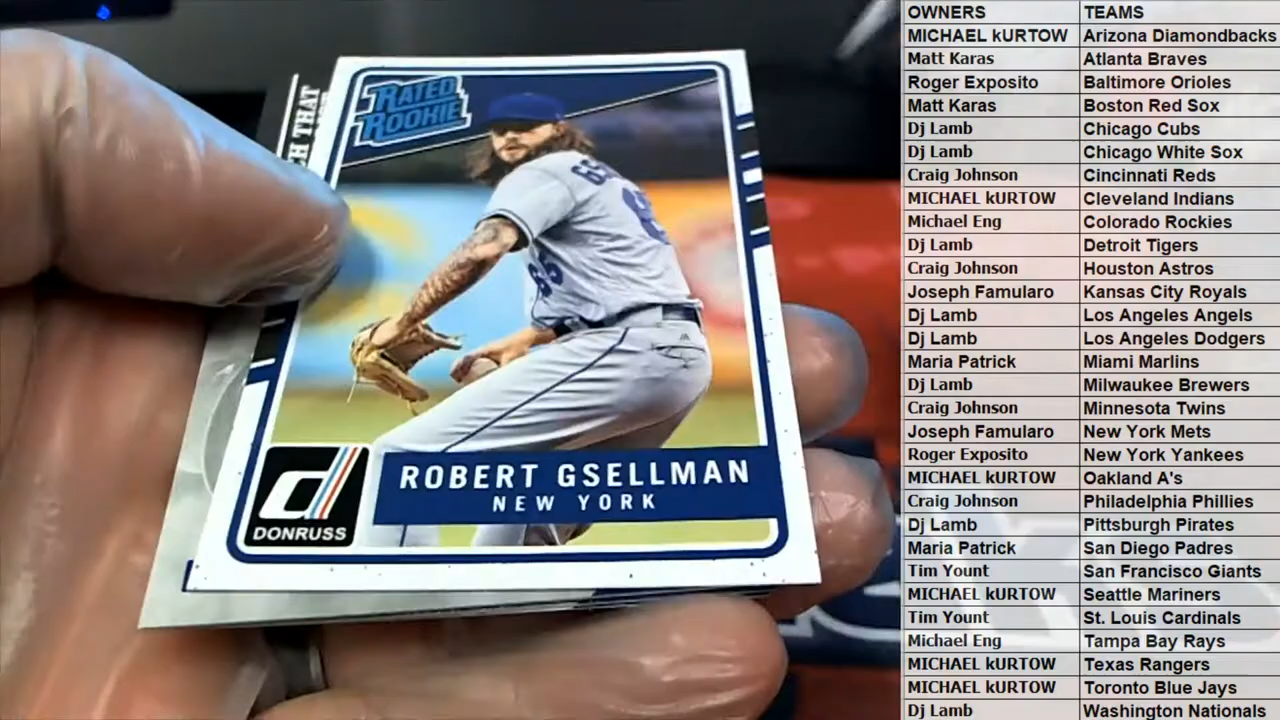 CH THAT
RATED
ROOKIE
GS
65
ROBERT GSELLMAN
NEW YORK
d
DONRUSS
OWNERS TEAMS
MICHAEL kURTOW Arizona Diamondbacks
Matt Karas Atlanta Braves
Roger Exposito Baltimore Orioles
Matt Karas Boston Red Sox
Dj Lamb Chicago Cubs
Dj Lamb Chicago White Sox
Craig Johnson Cincinnati Reds
MICHAEL kURTOW Cleveland Indians
Michael Eng Colorado Rockies
Dj Lamb Detroit Tigers
Craig Johnson Houston Astros
Joseph Famularo Kansas City Royals
Dj Lamb Los Angeles Angels
Dj Lamb Los Angeles Dodgers
Maria Patrick Miami Marlins
Dj Lamb Milwaukee Brewers
Craig Johnson Minnesota Twins
Joseph Famularo New York Mets
Roger Exposito New York Yankees
MICHAEL kURTOW Oakland A's
Craig Johnson Philadelphia Phillies
Dj Lamb Pittsburgh Pirates
Maria Patrick San Diego Padres
Tim Yount San Francisco Giants
MICHAEL kURTOW Seattle Mariners
Tim Yount St. Louis Cardinals
Michael Eng Tampa Bay Rays
MICHAEL kURTOW Texas Rangers
MICHAEL kURTOW Toronto Blue Jays
Dj Lamb Washington Nationals